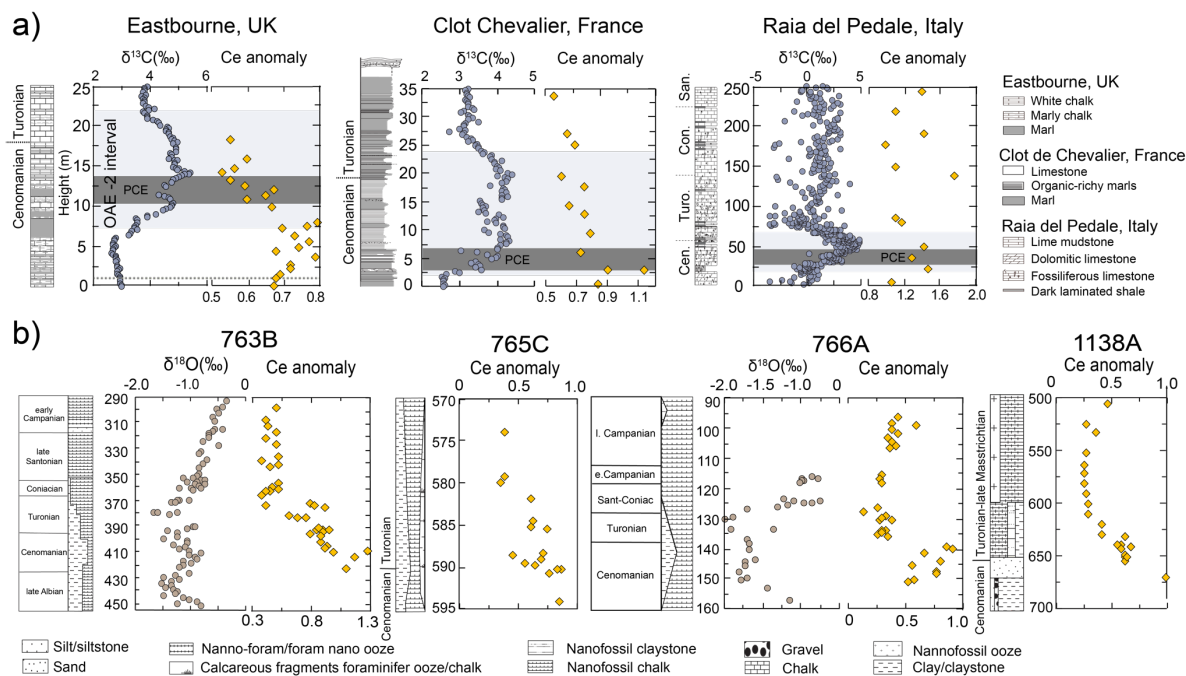 a)
Eastbourne, UK
δ13C(‰)
Ce anomaly
2 4 6
Turonian
Cenomanian
Height (m)
25
20
15
10
5
0
OAE -2 interval
PCE
0.5 0.6 0.7 0.8
Clot Chevalier, France
δ13C(‰)
Ce anomaly
2 3 4 5
Turonian
Cenomanian
35
30
25
20
15
10
5
0
PCE
0.5 0.7 0.9 1.1
Raia del Pedale, Italy
δ13C(‰)
Ce anomaly
-5 0 5
San.
Con.
Turo.
Cen.
250
200
150
100
50
0
PCE
0.8 1.2 1.6 2.0
Eastbourne, UK
White chalk
Marly chalk
Marl
Clot de Chevalier, France
Limestone
Organic-richy marls
Marl
Raia del Pedale, Italy
Lime mudstone
Dolomitic limestone
Fossiliferous limestone
Dark laminated shale
b)
763B
δ18O(‰)
Ce anomaly
-2.0 -1.0 0
early
Campanian
late
Santonian
Coniacian
Turonian
Cenomanian
late Albian
290
310
330
350
370
390
410
430
450
0.3 0.8 1.3
765C
Ce anomaly
0 0.5 1.0
Turonian
Cenomanian
570
575
580
585
590
595
766A
δ18O(‰)
Ce anomaly
-2.0 -1.5 -1.0 -0.5
0 0.5 1.0
l. Campanian
e.Campanian
Sant-Coniac
Turonian
Cenomanian
90
100
110
120
130
140
150
160
0 0.5 1.0
1138A
Ce anomaly
0 0.5 1.0
Turonian-late Masstrichtian
Cenomanian
500
550
600
650
700
Silt/siltstone
Sand
Nanno-foram/foram nano ooze
Calcareous fragments foraminifer ooze/chalk
Nanofossil claystone
Nanofossil chalk
Gravel
Chalk
Nannofossil ooze
Clay/claystone